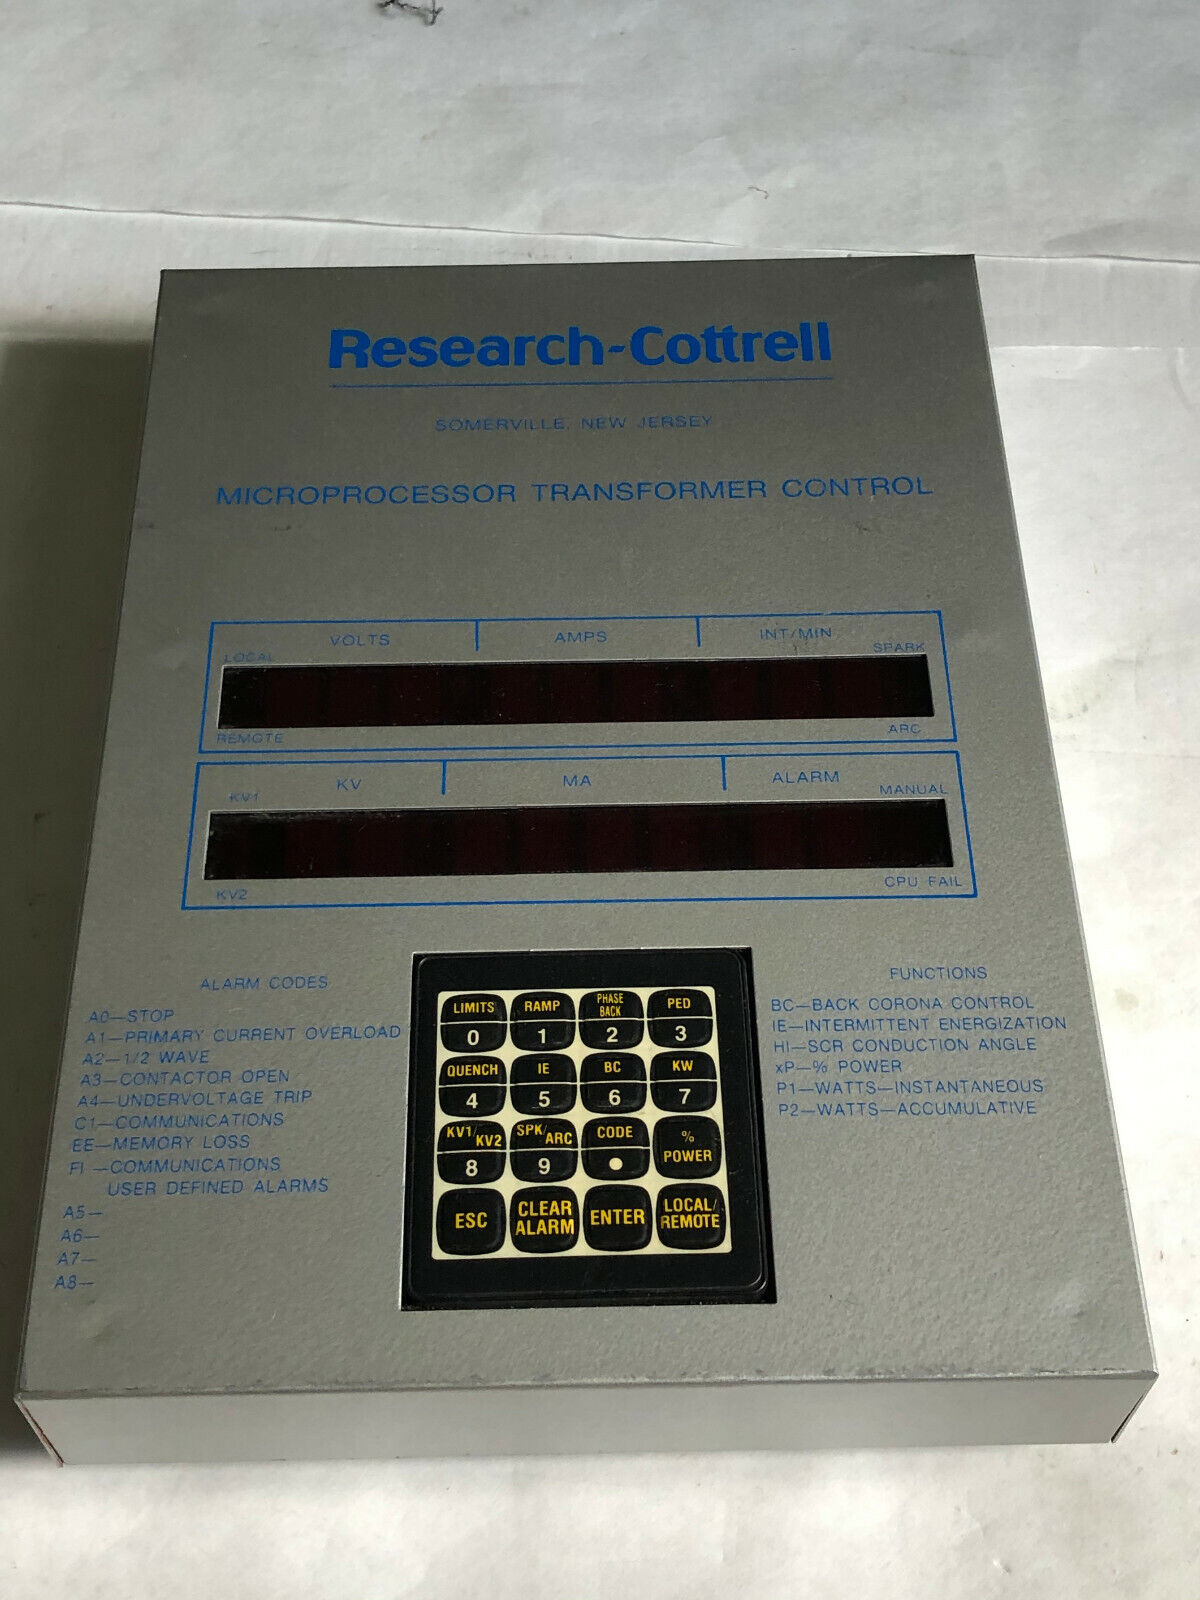 Research-Cottrell
SOMERVILLE, NEW JERSEY
MICROPROCESSOR TRANSFORMER CONTROL
VOLTS AMPS INT/MIN
LOCAL SPARK
REMOTE ARC
KV MA ALARM
KV1 MANUAL
KV2 CPU FAIL
ALARM CODES
A0—STOP
A1—PRIMARY CURRENT OVERLOAD
A2—1/2 WAVE
A3—CONTACTOR OPEN
A4—UNDERVOLTAGE TRIP
C1—COMMUNICATIONS
EE—MEMORY LOSS
FI—COMMUNICATIONS
USER DEFINED ALARMS
A5—
A6—
A7—
A8—
LIMITS RAMP PHASE BACK PED
0 1 2 3
QUENCH IE BC KW
4 5 6 7
KV1/KV2 SPK/ARC CODE % POWER
8 9 •
ESC CLEAR ALARM ENTER LOCAL/REMOTE
FUNCTIONS
BC—BACK CORONA CONTROL
IE—INTERMITTENT ENERGIZATION
HI—SCR CONDUCTION ANGLE
xP—% POWER
P1—WATTS—INSTANTANEOUS
P2—WATTS—ACCUMULATIVE